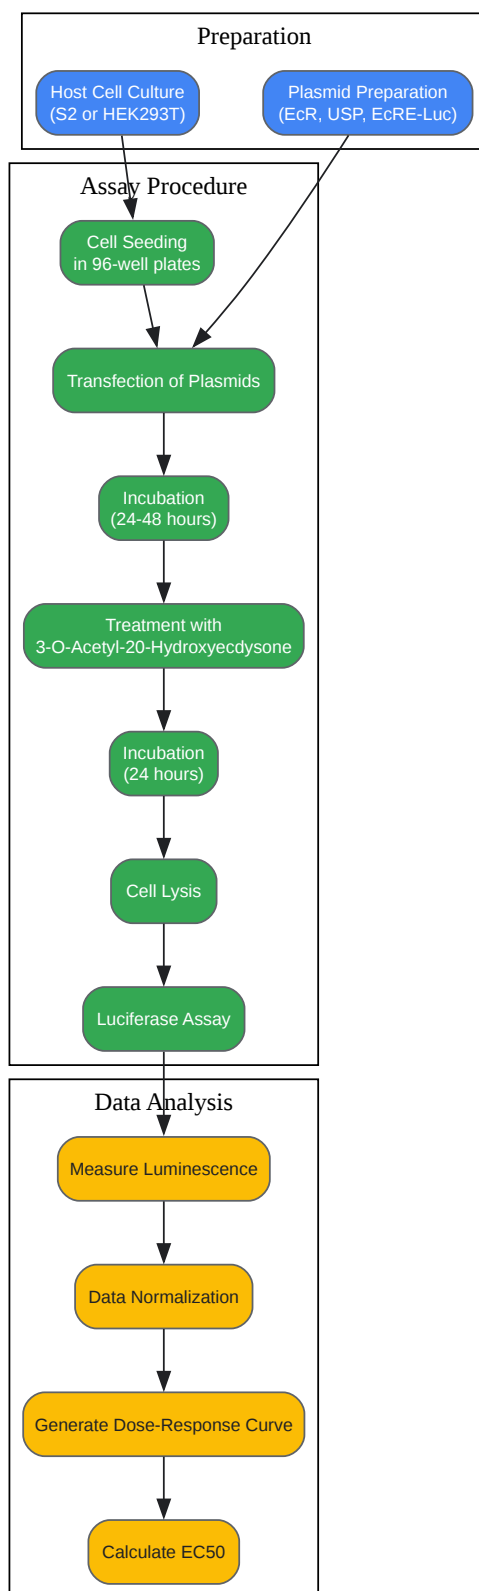 Preparation
Host Cell Culture
(S2 or HEK293T)
Plasmid Preparation
(EcR, USP, EcRE-Luc)
Assay Procedure
Cell Seeding
in 96-well plates
Transfection of Plasmids
Incubation
(24-48 hours)
Treatment with
3-O-Acetyl-20-Hydroxyecdysone
Incubation
(24 hours)
Cell Lysis
Luciferase Assay
Data Analysis
Measure Luminescence
Data Normalization
Generate Dose-Response Curve
Calculate EC50